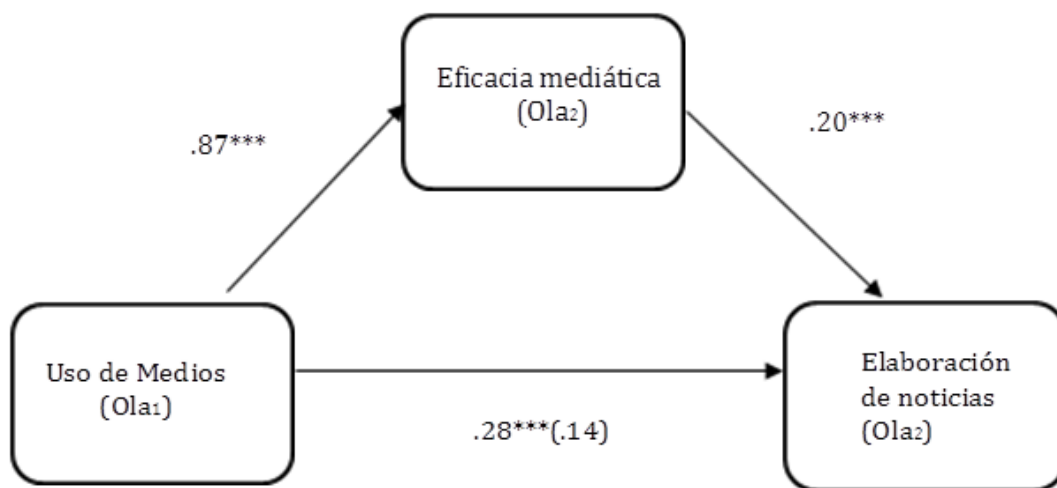 Eficacia mediática
(Ola₂)
.87***
.20***
Uso de Medios
(Ola₁)
Elaboración
de noticias
(Ola₂)
.28***(.14)